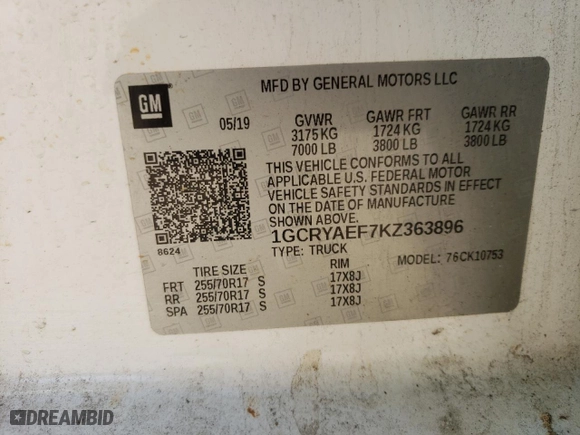 MFD BY GENERAL MOTORS LLC
GM
05/19
GVWR GAWR FRT GAWR RR
3175 KG 1724 KG 1724 KG
7000 LB 3800 LB 3800 LB
THIS VEHICLE CONFORMS TO ALL
APPLICABLE U.S. FEDERAL MOTOR
VEHICLE SAFETY STANDARDS IN EFFECT
ON THE DATE OF MANUFACTURE
SHOWN ABOVE.
1GCRYAEF7KZ363896
8624
TYPE: TRUCK MODEL: 76CK10753
TIRE SIZE RIM
FRT 255/70R17 S 17X8J
RR 255/70R17 S 17X8J
SPA 255/70R17 S 17X8J
DREAMBID